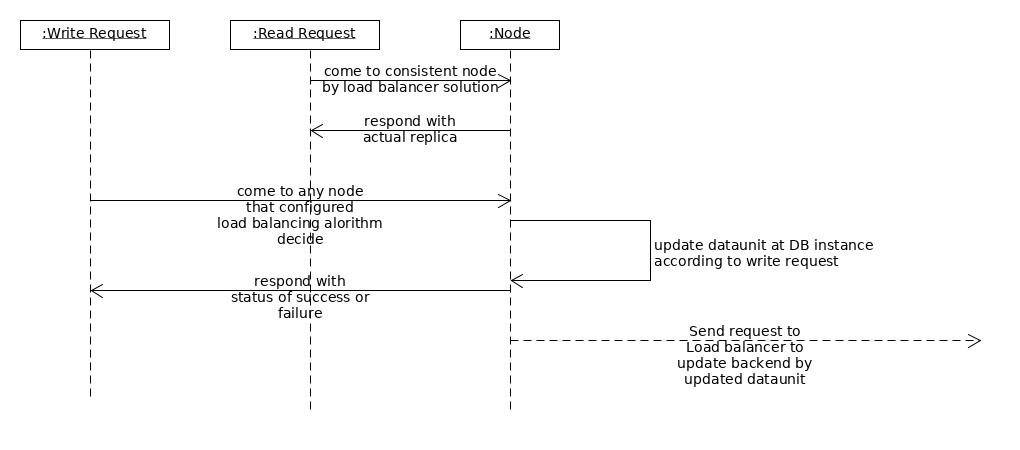 :Write Request
:Read Request
:Node
come to consistent node
by load balancer solution
respond with
actual replica
come to any node
that configured
load balancing alorithm
decide
update dataunit at DB instance
according to write request
respond with
status of success or
failure
Send request to
Load balancer to
update backend by
updated dataunit